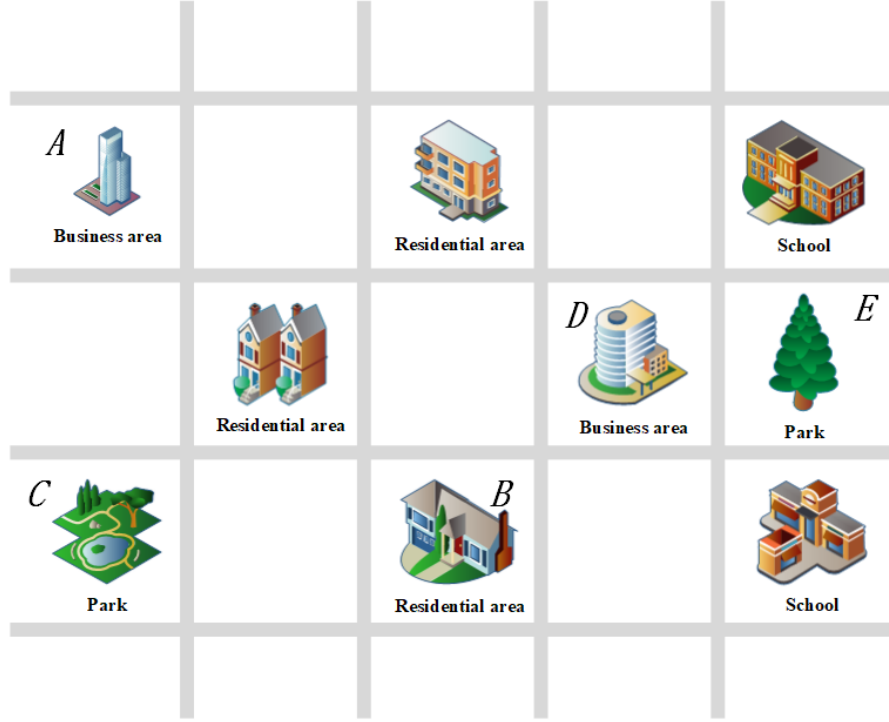 A
Business area
Residential area
School
Residential area
D
Business area
E
Park
C
Park
B
Residential area
School